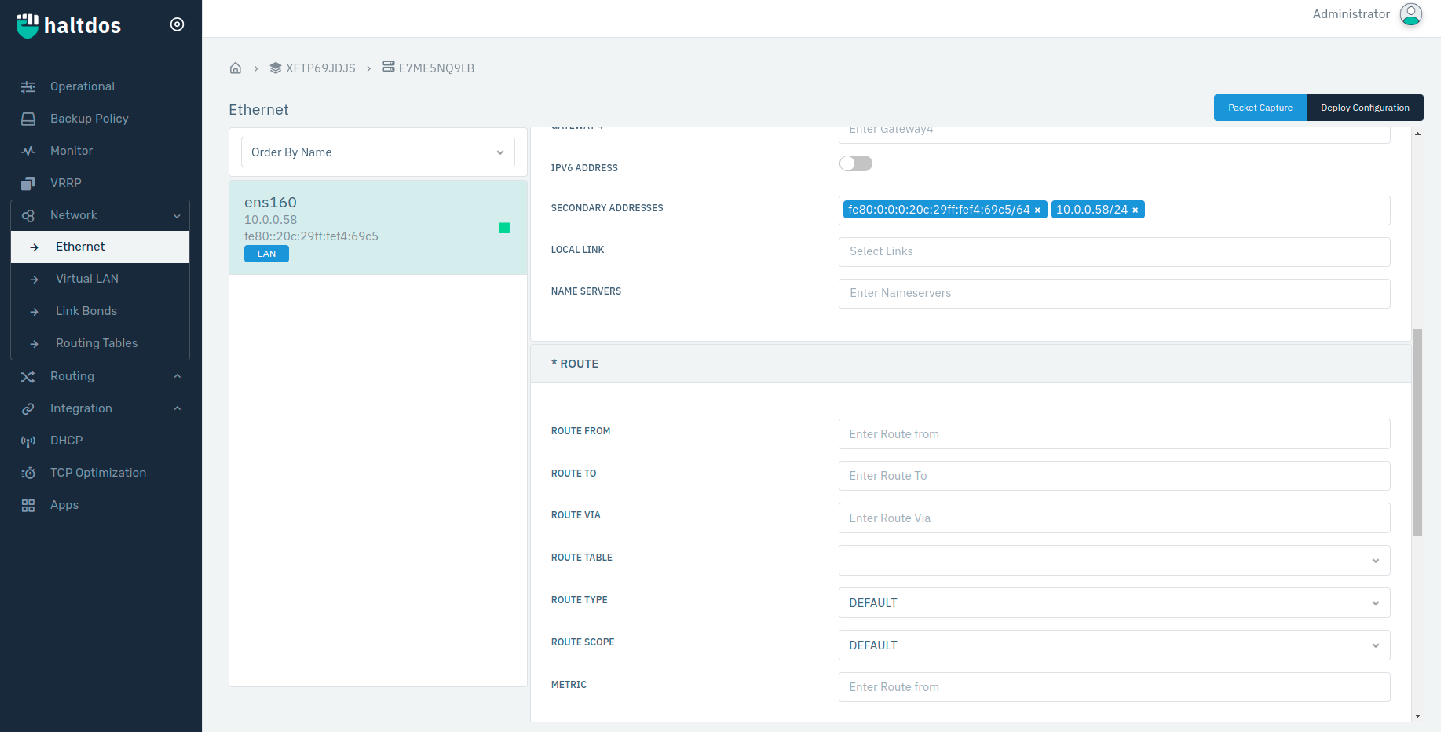 haltdos
Administrator
Operational
Backup Policy
Monitor
VRRP
Network
Ethernet
Virtual LAN
Link Bonds
Routing Tables
Routing
Integration
DHCP
TCP Optimization
Apps
XFTP69JDJS
E7ME5NQ9LB
Ethernet
Packet Capture
Deploy Configuration
Order By Name
ens160
10.0.0.58
fe80::20c:29ff:fef4:69c5
LAN
Enter Gateway4
IPV6 ADDRESS
SECONDARY ADDRESSES
fe80:0:0:0:20c:29ff:fef4:69c5/64 × 10.0.0.58/24 ×
LOCAL LINK
Select Links
NAME SERVERS
Enter Nameservers
* ROUTE
ROUTE FROM
Enter Route from
ROUTE TO
Enter Route To
ROUTE VIA
Enter Route Via
ROUTE TABLE
ROUTE TYPE
DEFAULT
ROUTE SCOPE
DEFAULT
METRIC
Enter Route from